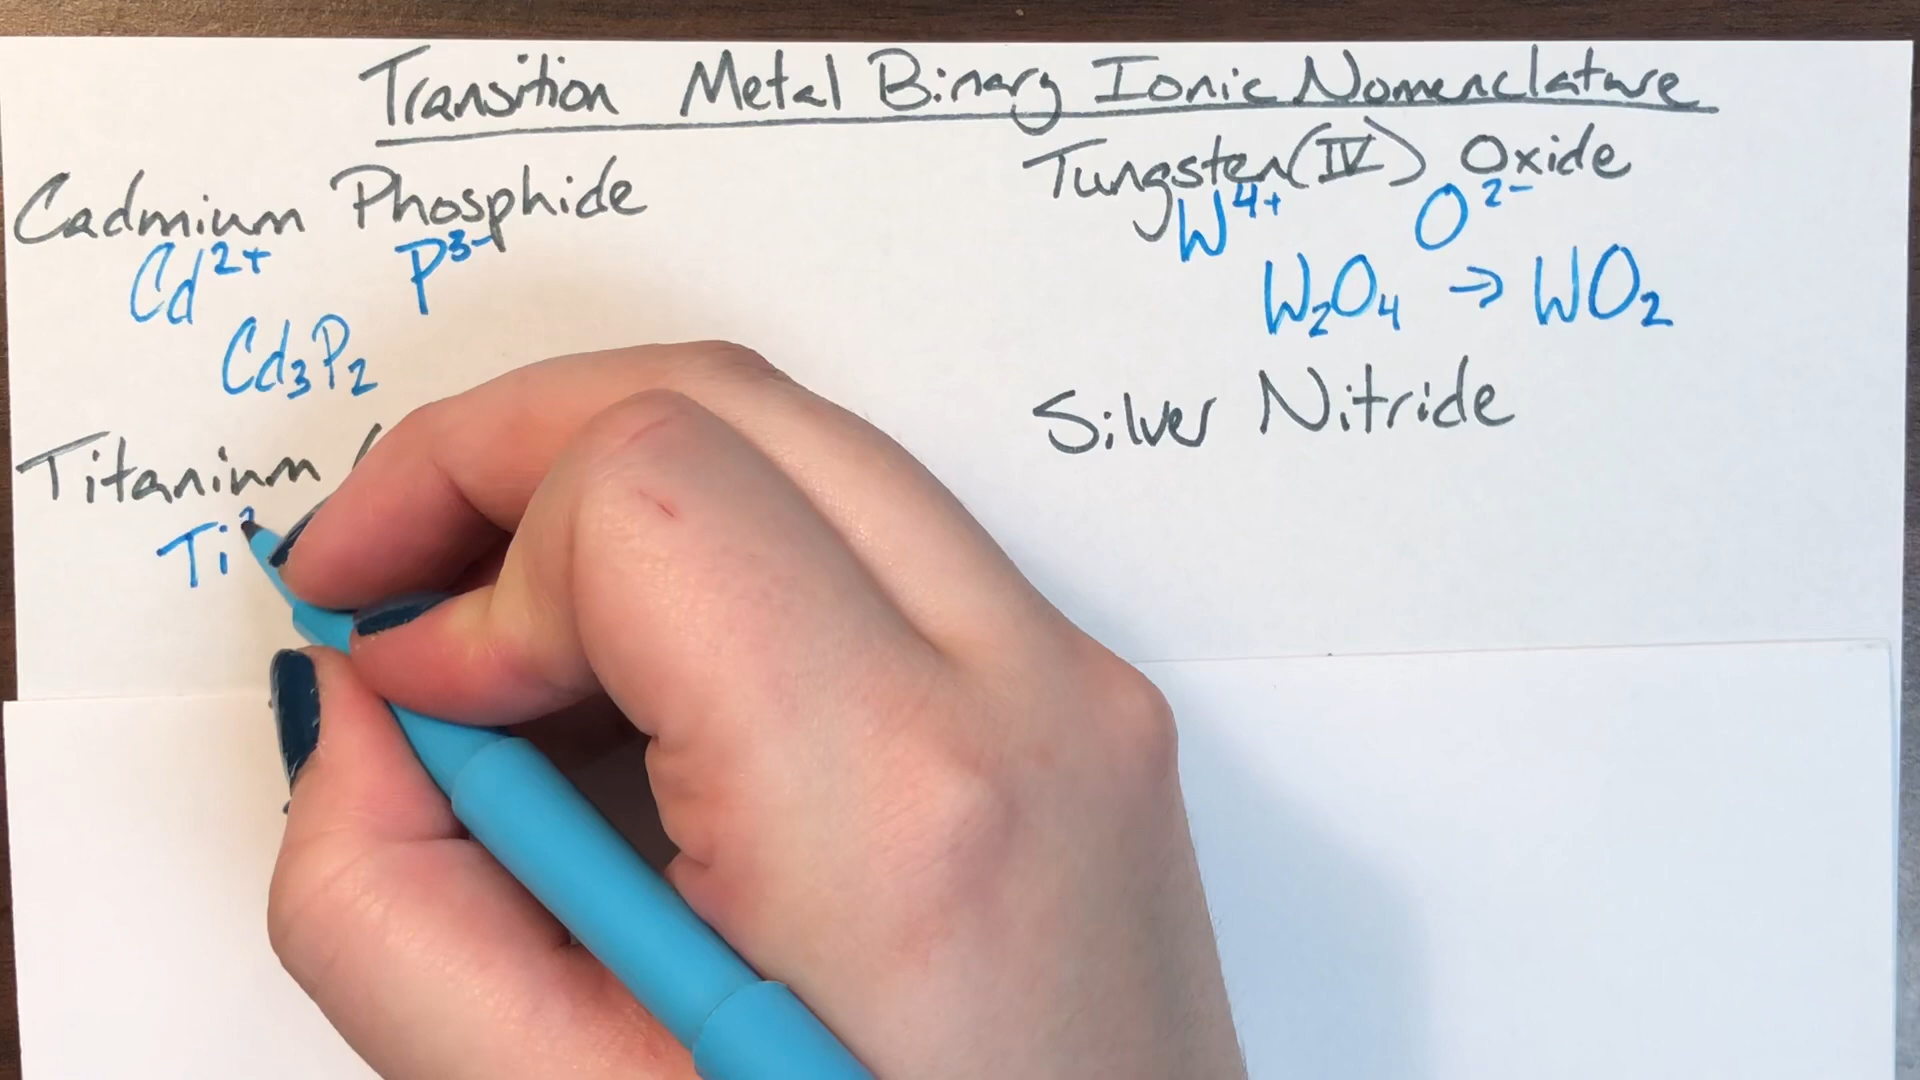 Transition Metal Binary Ionic Nomenclature
Cadmium Phosphide
Cd²⁺ P³⁻
Cd₃P₂
Titanium (
Ti
Tungsten(IV) Oxide
W⁴⁺ O²⁻
W₂O₄ → WO₂
Silver Nitride